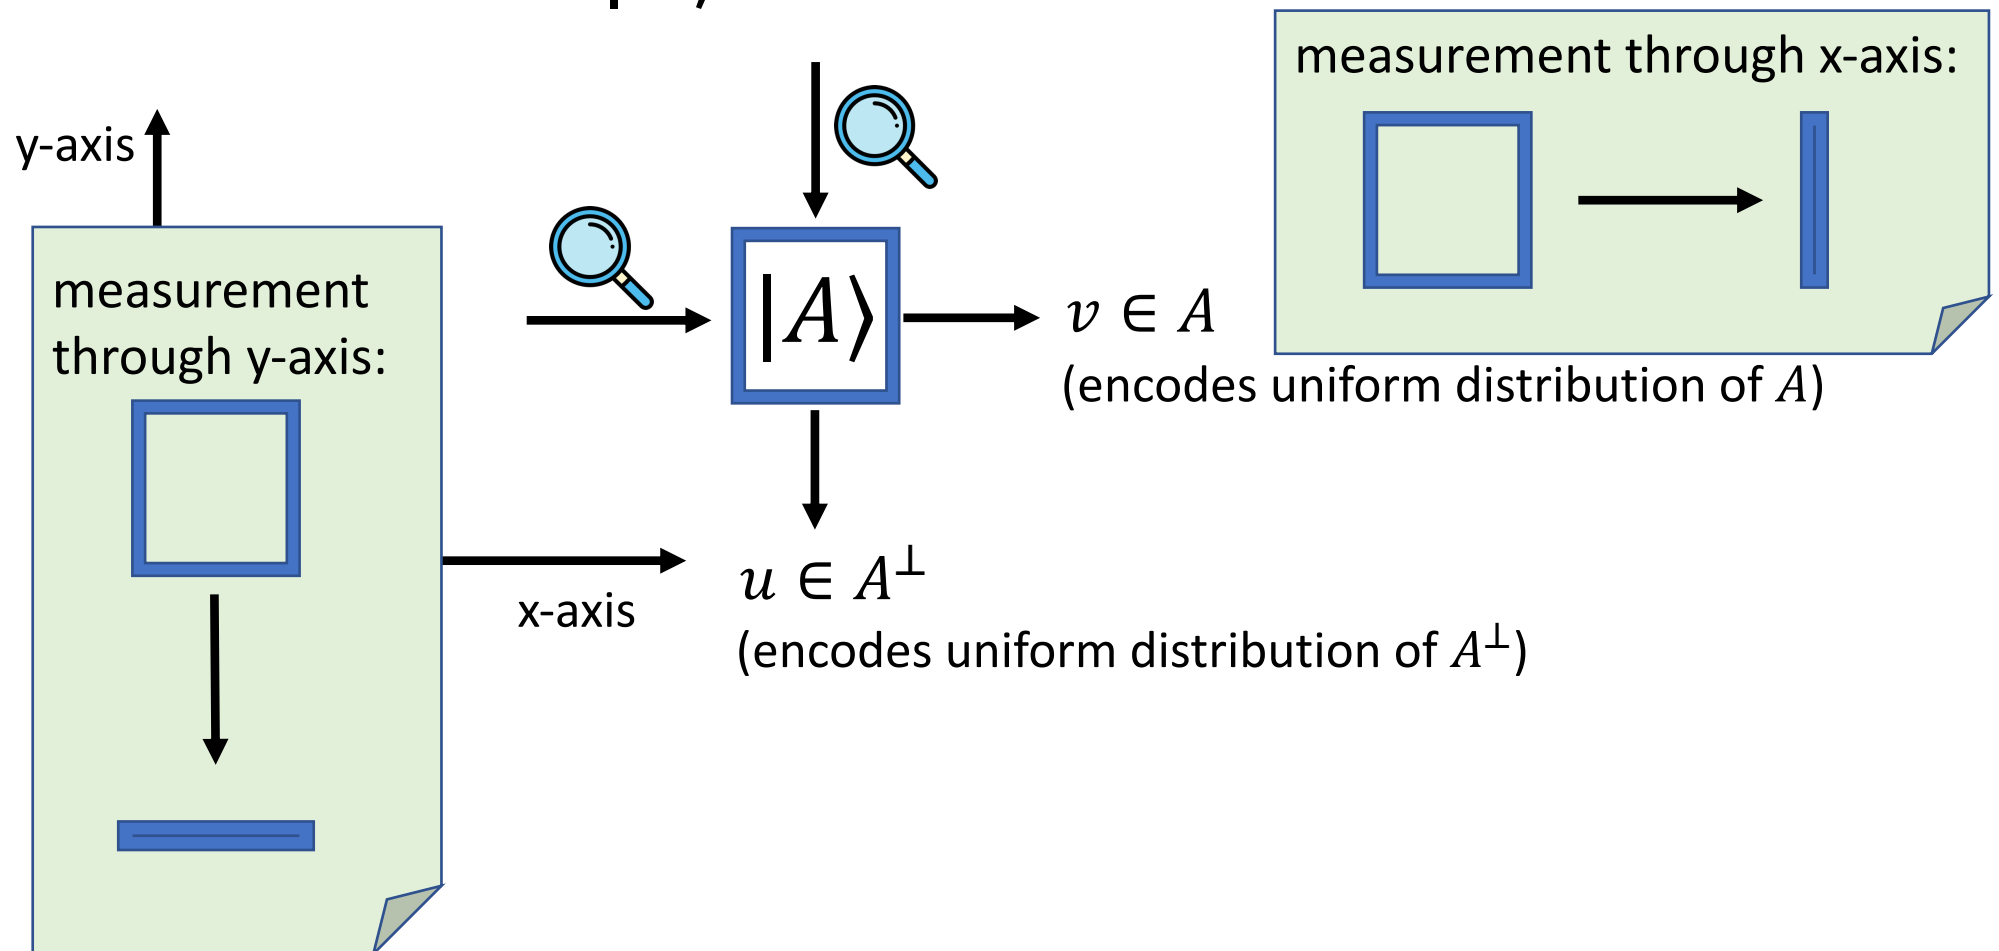 measurement through x-axis:
y-axis
measurement
through y-axis:
|A⟩
v ∈ A
(encodes uniform distribution of A)
u ∈ A⊥
x-axis
(encodes uniform distribution of A⊥)